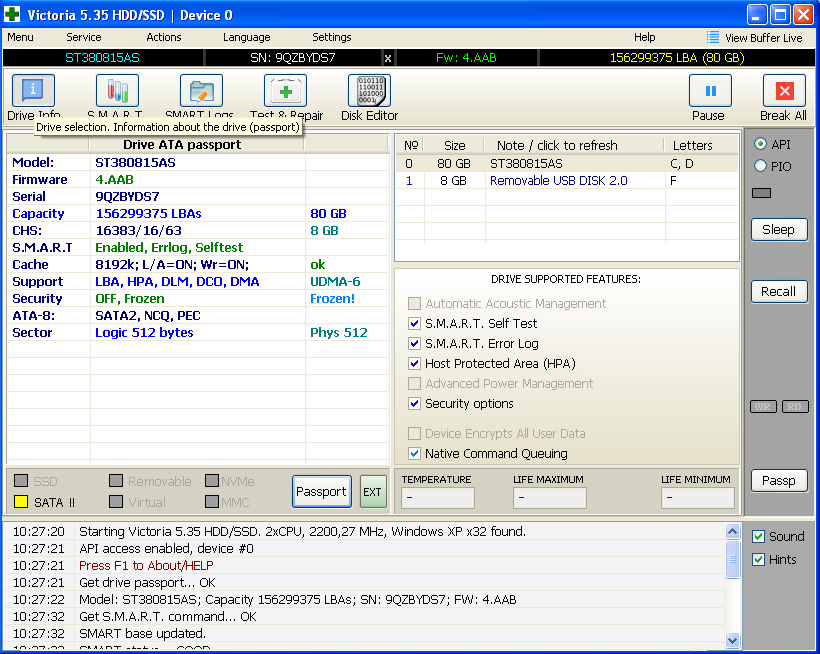 Victoria 5.35 HDD/SSD | Device 0
Menu Service Actions Language Settings Help View Buffer Live
ST380815AS SN: 9QZBYDS7 x Fw: 4.AAB 156299375 LBA (80 GB)
Drive Info S.M.A.R.T SMART Logs Test & Repair Disk Editor Pause Break All
Drive selection. Information about the drive (passport)
Drive ATA passport
Model: ST380815AS
Firmware 4.AAB
Serial 9QZBYDS7
Capacity 156299375 LBAs 80 GB
CHS: 16383/16/63 8 GB
S.M.A.R.T Enabled, Errlog, Selftest
Cache 8192k; L/A=ON; Wr=ON; ok
Support LBA, HPA, DLM, DCO, DMA UDMA-6
Security OFF, Frozen Frozen!
ATA-8: SATA2, NCQ, PEC
Sector Logic 512 bytes Phys 512
SSD Removable NVMe
SATA II Virtual MMC
Passport EXT
Nº Size Note / click to refresh Letters
0 80 GB ST380815AS C, D
1 8 GB Removable USB DISK 2.0 F
DRIVE SUPPORTED FEATURES:
Automatic Acoustic Management
S.M.A.R.T. Self Test
S.M.A.R.T. Error Log
Host Protected Area (HPA)
Advanced Power Management
Security options
Device Encrypts All User Data
Native Command Queuing
TEMPERATURE LIFE MAXIMUM LIFE MINIMUM
- - -
API
PIO
Sleep
Recall
WR RD
Passp
10:27:20 Starting Victoria 5.35 HDD/SSD. 2xCPU, 2200,27 MHz, Windows XP x32 found.
10:27:21 API access enabled, device #0
10:27:21 Press F1 to About/HELP
10:27:21 Get drive passport... OK
10:27:22 Model: ST380815AS; Capacity 156299375 LBAs; SN: 9QZBYDS7; FW: 4.AAB
10:27:32 Get S.M.A.R.T. command... OK
10:27:32 SMART base updated.
10:27:32 SMART status... GOOD
Sound
Hints